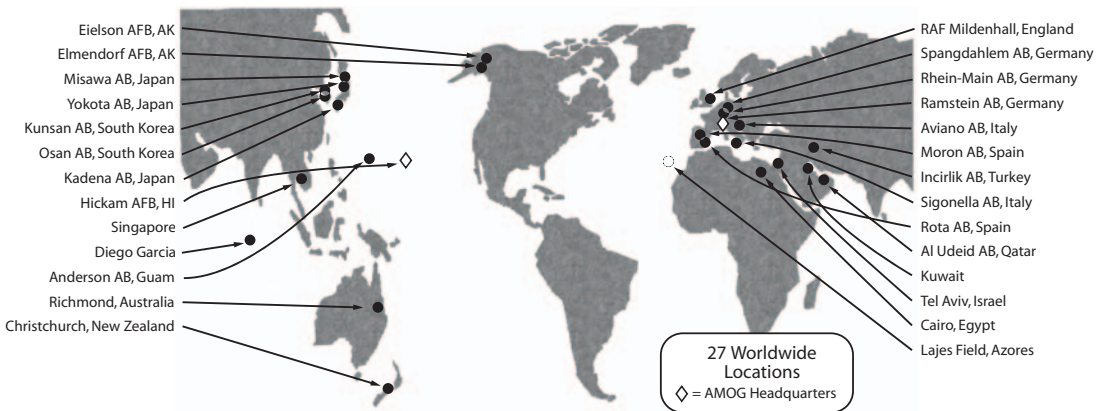 Eielson AFB, AK
Elmendorf AFB, AK
Misawa AB, Japan
Yokota AB, Japan
Kunsan AB, South Korea
Osan AB, South Korea
Kadena AB, Japan
Hickam AFB, HI
Singapore
Diego Garcia
Anderson AB, Guam
Richmond, Australia
Christchurch, New Zealand
RAF Mildenhall, England
Spangdahlem AB, Germany
Rhein-Main AB, Germany
Ramstein AB, Germany
Aviano AB, Italy
Moron AB, Spain
Incirlik AB, Turkey
Sigonella AB, Italy
Rota AB, Spain
Al Udeid AB, Qatar
Kuwait
Tel Aviv, Israel
Cairo, Egypt
Lajes Field, Azores
27 Worldwide
Locations
= AMOG Headquarters